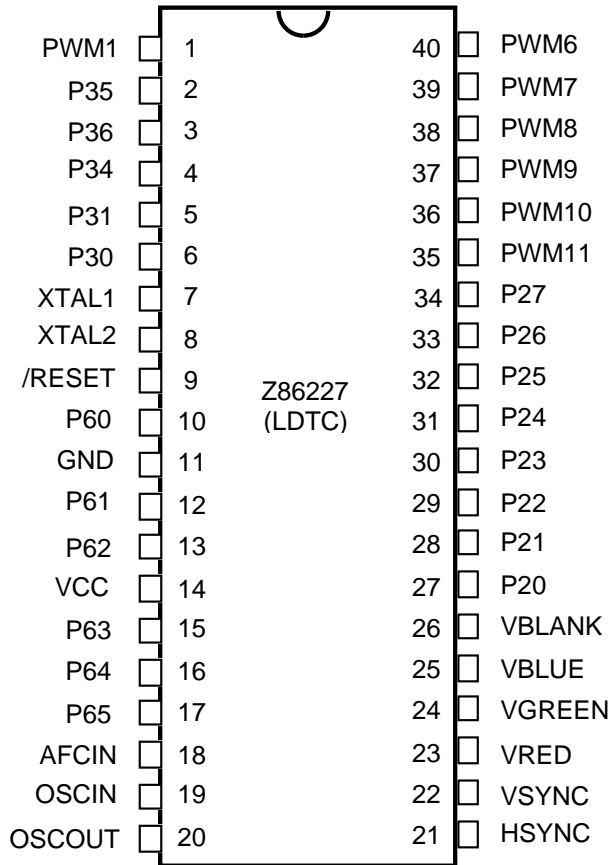 PWM1 1 40 PWM6
P35 2 39 PWM7
P36 3 38 PWM8
P34 4 37 PWM9
P31 5 36 PWM10
P30 6 35 PWM11
XTAL1 7 34 P27
XTAL2 8 33 P26
/RESET 9 32 P25
Z86227
(LDTC)
P60 10 31 P24
GND 11 30 P23
P61 12 29 P22
P62 13 28 P21
VCC 14 27 P20
P63 15 26 VBLANK
P64 16 25 VBLUE
P65 17 24 VGREEN
AFCIN 18 23 VRED
OSCIN 19 22 VSYNC
OSCOUT 20 21 HSYNC